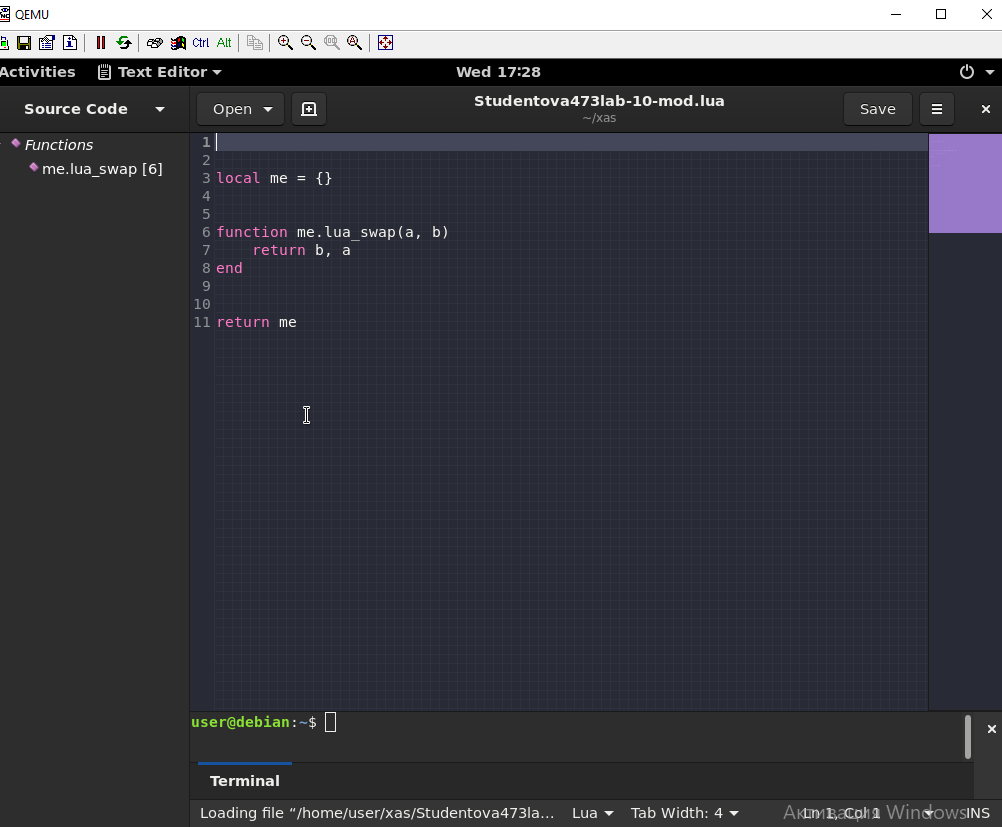 QEMU
Ctrl Alt
Activities Text Editor Wed 17:28
Source Code Open Studentova473lab-10-mod.lua Save
~/xas
Functions
me.lua_swap [6]
1
2
3 local me = {}
4
5
6 function me.lua_swap(a, b)
7     return b, a
8 end
9
10
11 return me
user@debian:~$
Terminal
Loading file “/home/user/xas/Studentova473la... Lua Tab Width: 4 Ln 1, Col 1 INS
Активация Windows